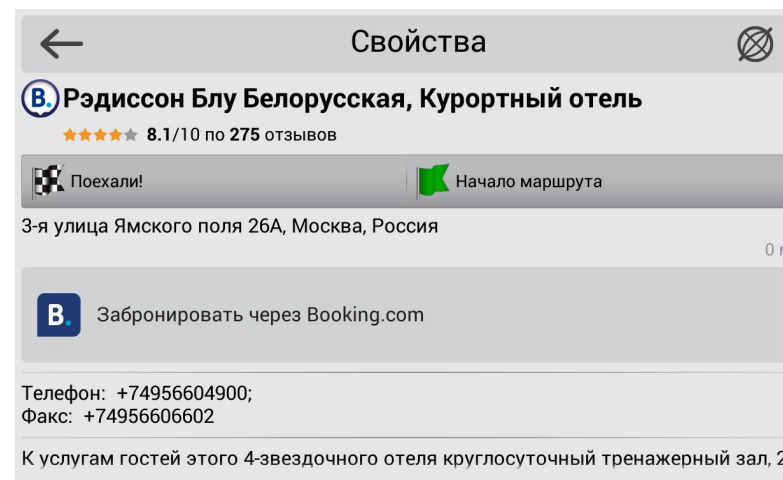 Свойства
B. Рэдиссон Блу Белорусская, Курортный отель
8.1/10 по 275 отзывов
Поехали! Начало маршрута
3-я улица Ямского поля 26А, Москва, Россия
0
B. Забронировать через Booking.com
Телефон: +74956604900;
Факс: +74956606602
К услугам гостей этого 4-звездочного отеля круглосуточный тренажерный зал, 2